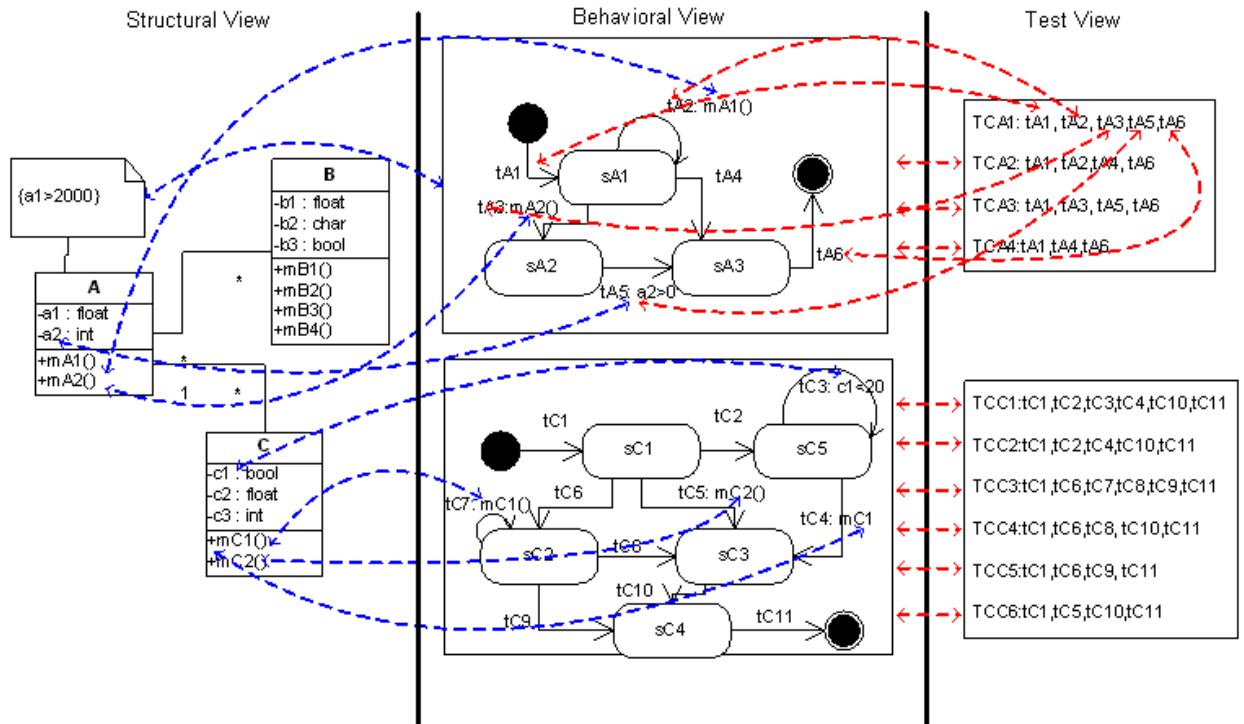 Structural View
Behavioral View
Test View
{a1>2000}
B
-b1 : float
-b2 : char
-b3 : bool
+mB1()
+mB2()
+mB3()
+mB4()
A
-a1 : float
-a2 : int
+mA1()
+mA2()
*
*
1
*
C
-c1 : bool
-c2 : float
-c3 : int
+mC1()
+mC2()
tA2: mA1()
tA1
sA1
tA4
tA3:mA2()
sA2
sA3
tA6
tA5: a2>0
tC3: c1<20
tC1
tC2
sC1
sC5
tC6
tC5: mC2()
tC7: mC1()
tC4: mC1
sC2
tC8
sC3
tC10
tC9
sC4
tC11
TCA1: tA1, tA2, tA3,tA5,tA6
TCA2: tA1, tA2,tA4, tA6
TCA3: tA1, tA3, tA5, tA6
TCA4:tA1,tA4,tA6
TCC1:tC1,tC2,tC3,tC4,tC10,tC11
TCC2:tC1,tC2,tC4,tC10,tC11
TCC3:tC1,tC6,tC7,tC8,tC9,tC11
TCC4:tC1,tC6,tC8, tC10,tC11
TCC5:tC1,tC6,tC9, tC11
TCC6:tC1,tC5,tC10,tC11